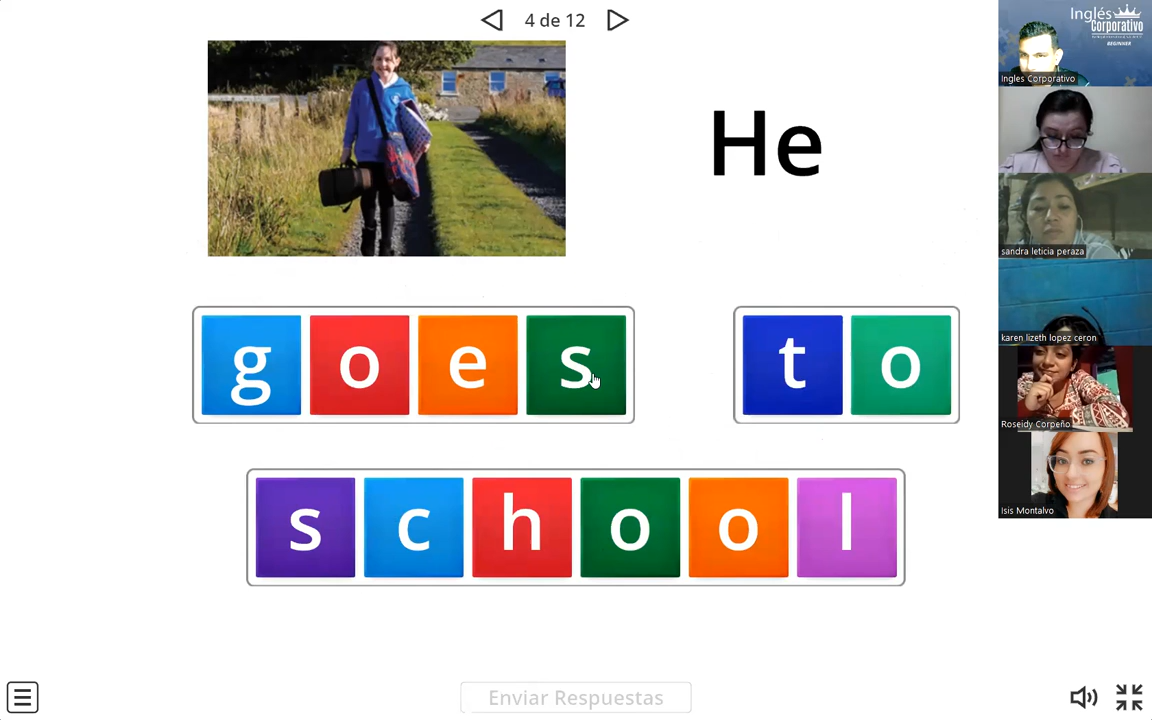 4 de 12
He
goes to
school
Enviar Respuestas
Inglés
Corporativo
BEGINNER
Ingles Corporativo
sandra leticia peraza
karen lizeth lopez ceron
Roseidy Corpeño
Isis Montalvo